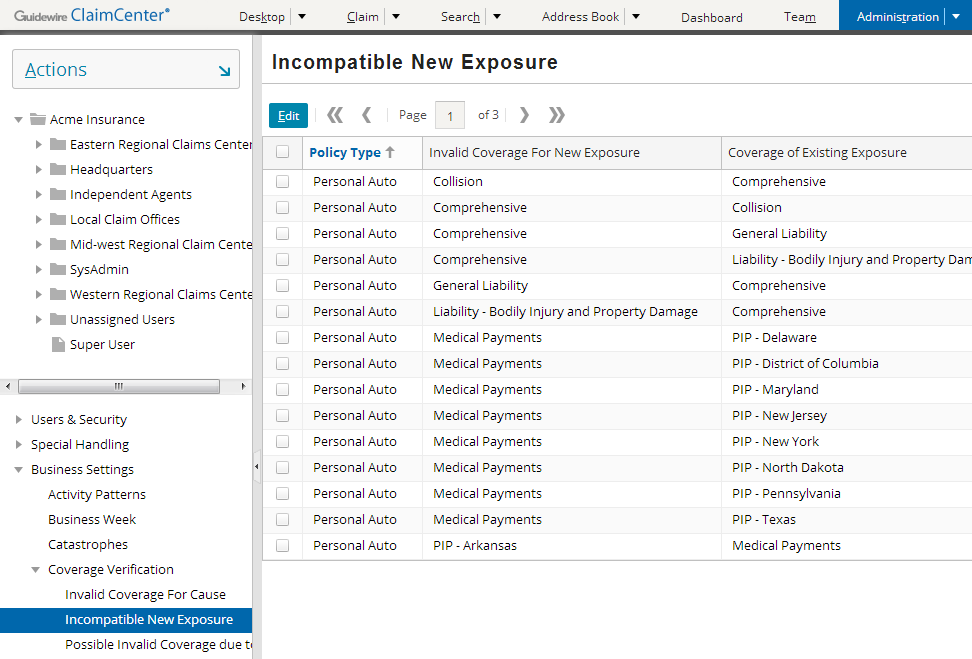 Guidewire ClaimCenter®
Desktop Claim Search Address Book Dashboard Team Administration
Actions
Acme Insurance
Eastern Regional Claims Center
Headquarters
Independent Agents
Local Claim Offices
Mid-west Regional Claim Cente
SysAdmin
Western Regional Claims Cente
Unassigned Users
Super User
Users & Security
Special Handling
Business Settings
Activity Patterns
Business Week
Catastrophes
Coverage Verification
Invalid Coverage For Cause
Incompatible New Exposure
Possible Invalid Coverage due t
Incompatible New Exposure
Edit Page 1 of 3
Policy Type Invalid Coverage For New Exposure Coverage of Existing Exposure
Personal Auto Collision Comprehensive
Personal Auto Comprehensive Collision
Personal Auto Comprehensive General Liability
Personal Auto Comprehensive Liability - Bodily Injury and Property Dam
Personal Auto General Liability Comprehensive
Personal Auto Liability - Bodily Injury and Property Damage Comprehensive
Personal Auto Medical Payments PIP - Delaware
Personal Auto Medical Payments PIP - District of Columbia
Personal Auto Medical Payments PIP - Maryland
Personal Auto Medical Payments PIP - New Jersey
Personal Auto Medical Payments PIP - New York
Personal Auto Medical Payments PIP - North Dakota
Personal Auto Medical Payments PIP - Pennsylvania
Personal Auto Medical Payments PIP - Texas
Personal Auto PIP - Arkansas Medical Payments